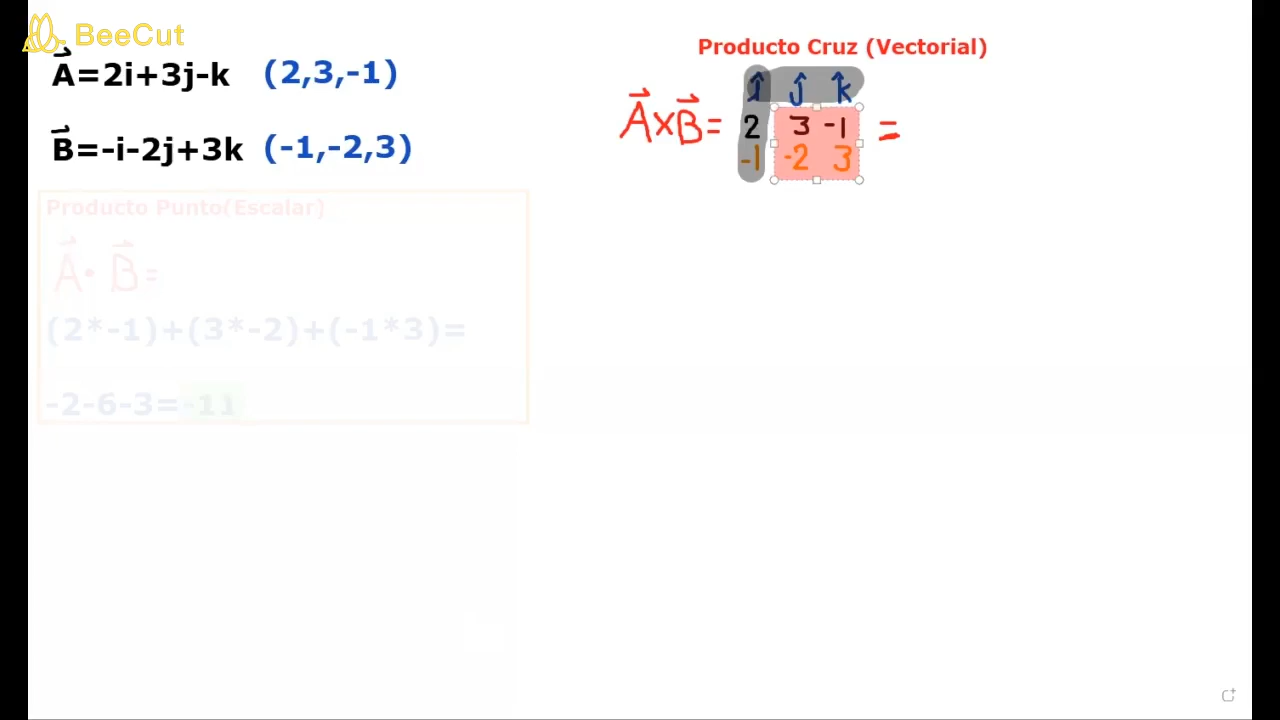 BeeCut
A=2i+3j-k (2,3,-1)
B=-i-2j+3k (-1,-2,3)
Producto Punto(Escalar)
A • B=
(2*-1)+(3*-2)+(-1*3)=
-2-6-3=-11
Producto Cruz (Vectorial)
i j k
AxB= 2 3 -1 =
-1 -2 3